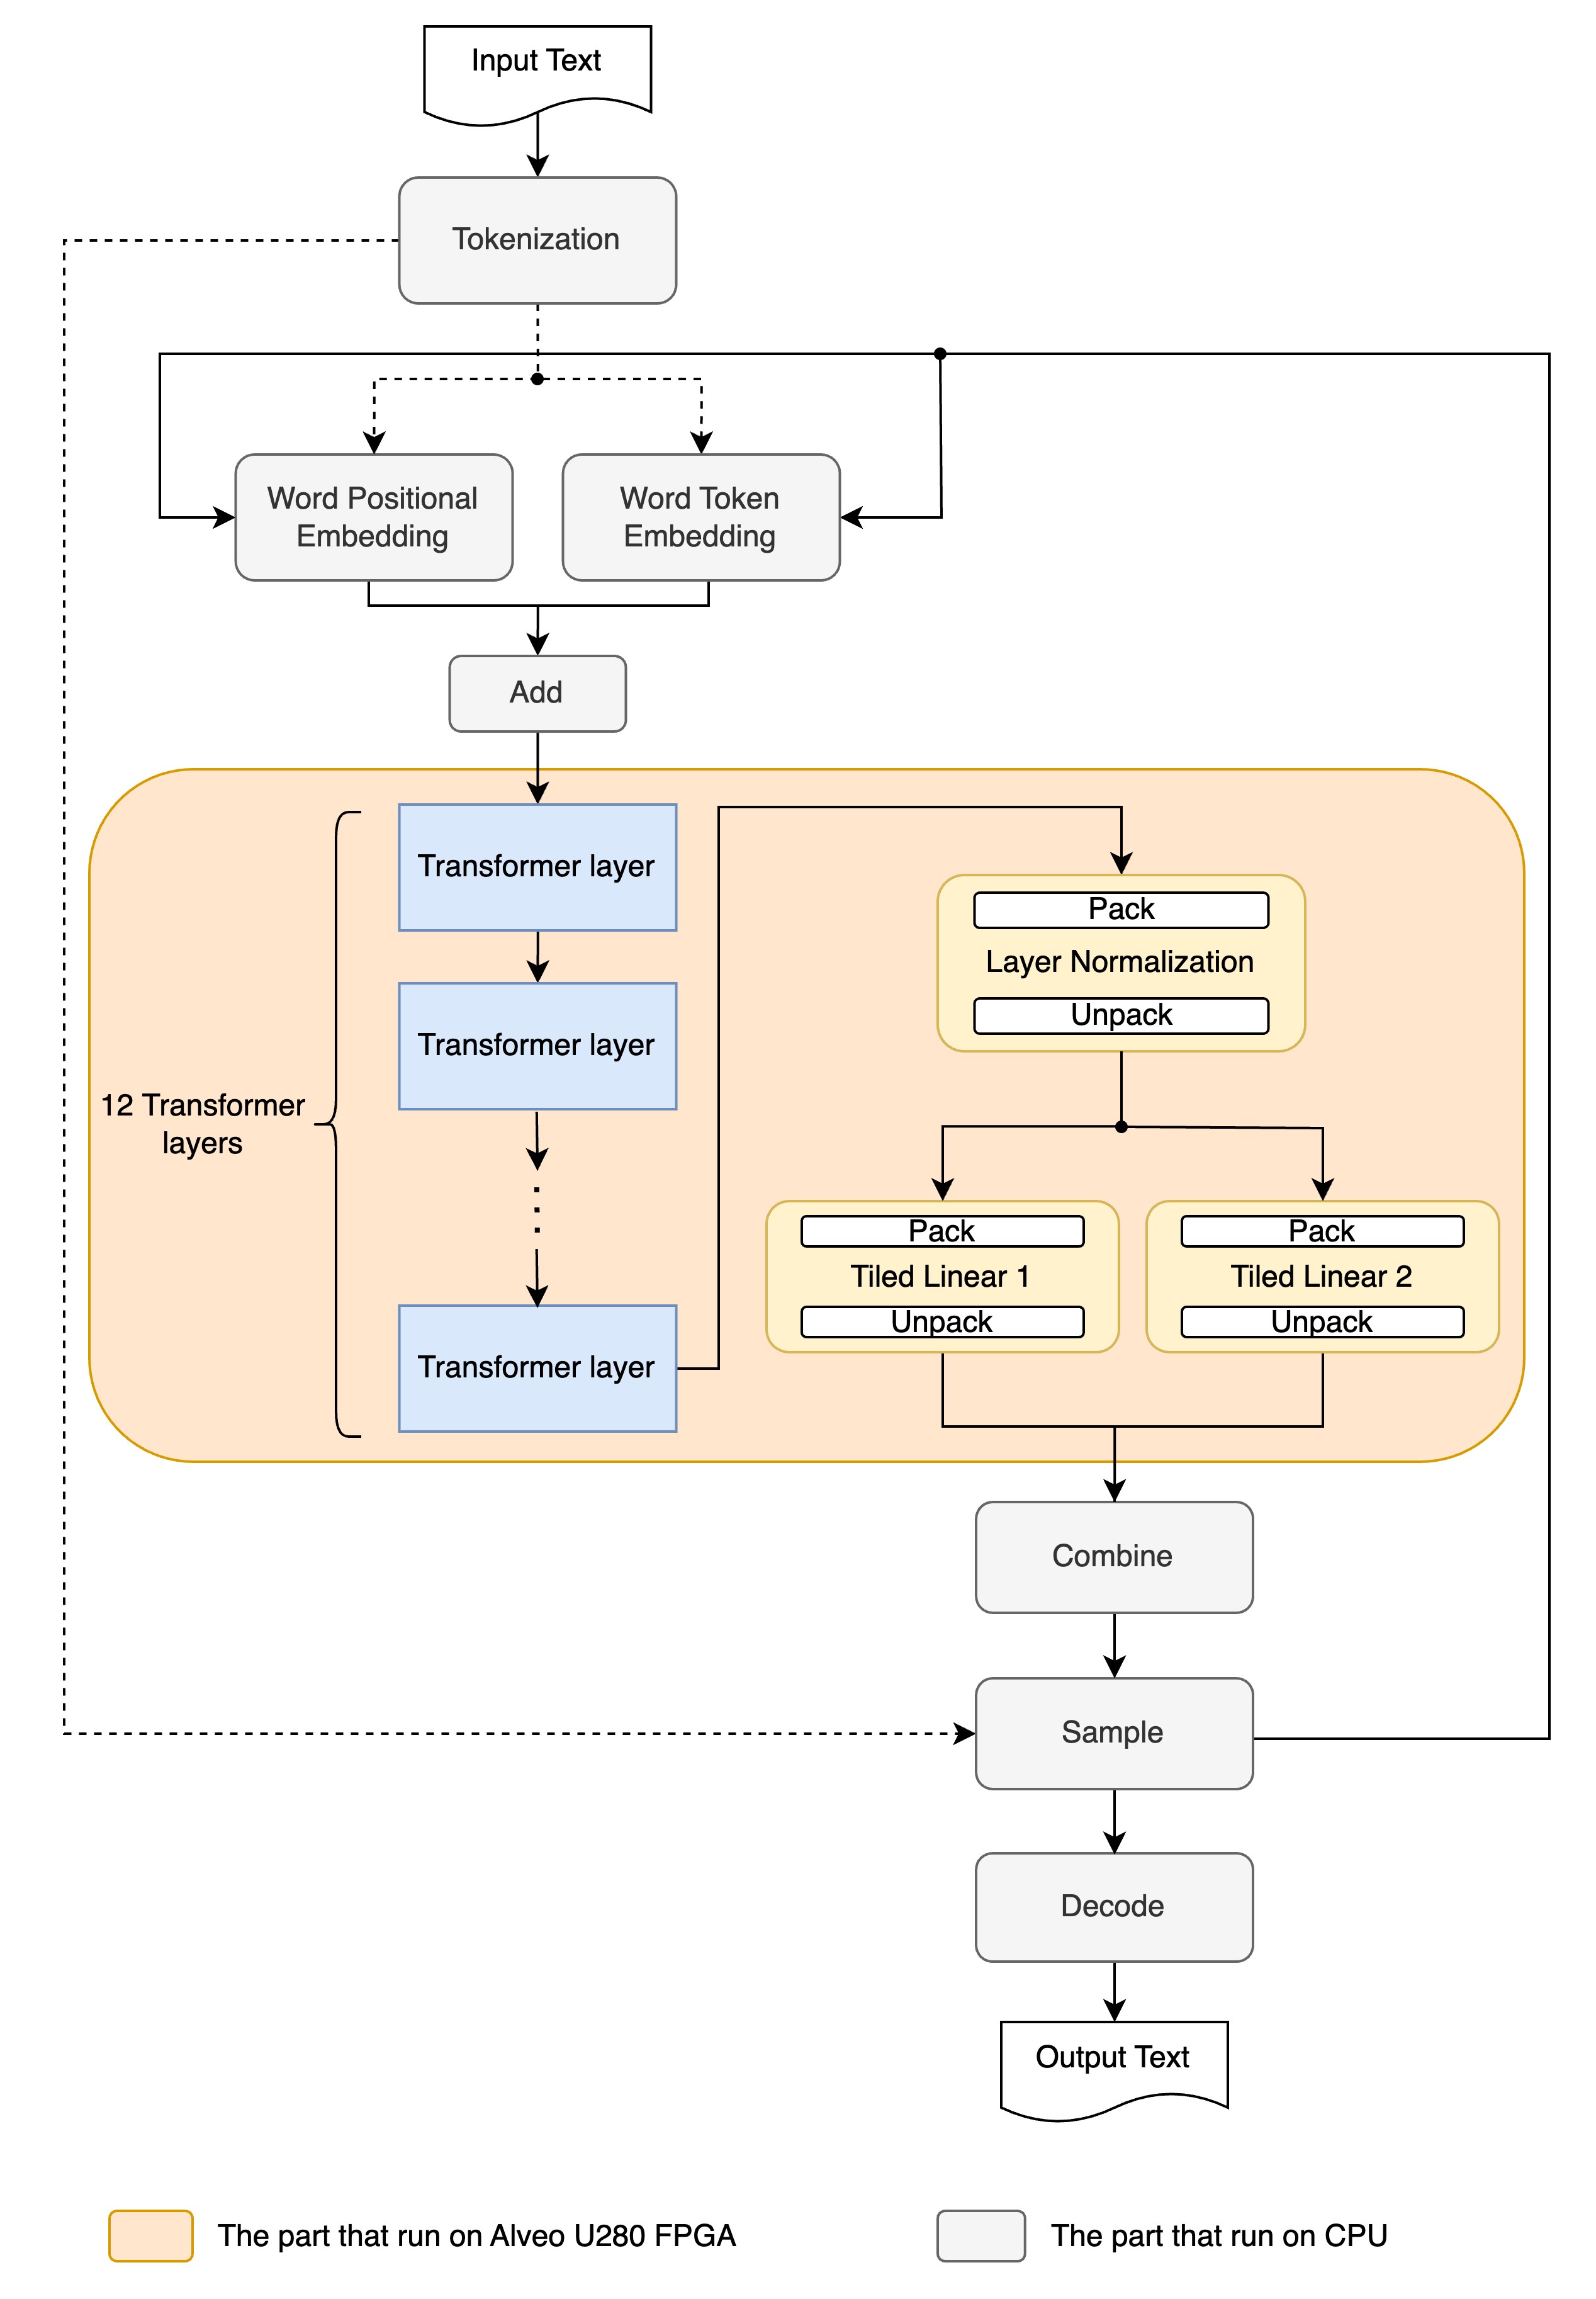 Input Text
Tokenization
Word Positional
Embedding
Word Token
Embedding
Add
12 Transformer
layers
Transformer layer
Transformer layer
Transformer layer
Pack
Layer Normalization
Unpack
Pack
Tiled Linear 1
Unpack
Pack
Tiled Linear 2
Unpack
Combine
Sample
Decode
Output Text
The part that run on Alveo U280 FPGA
The part that run on CPU